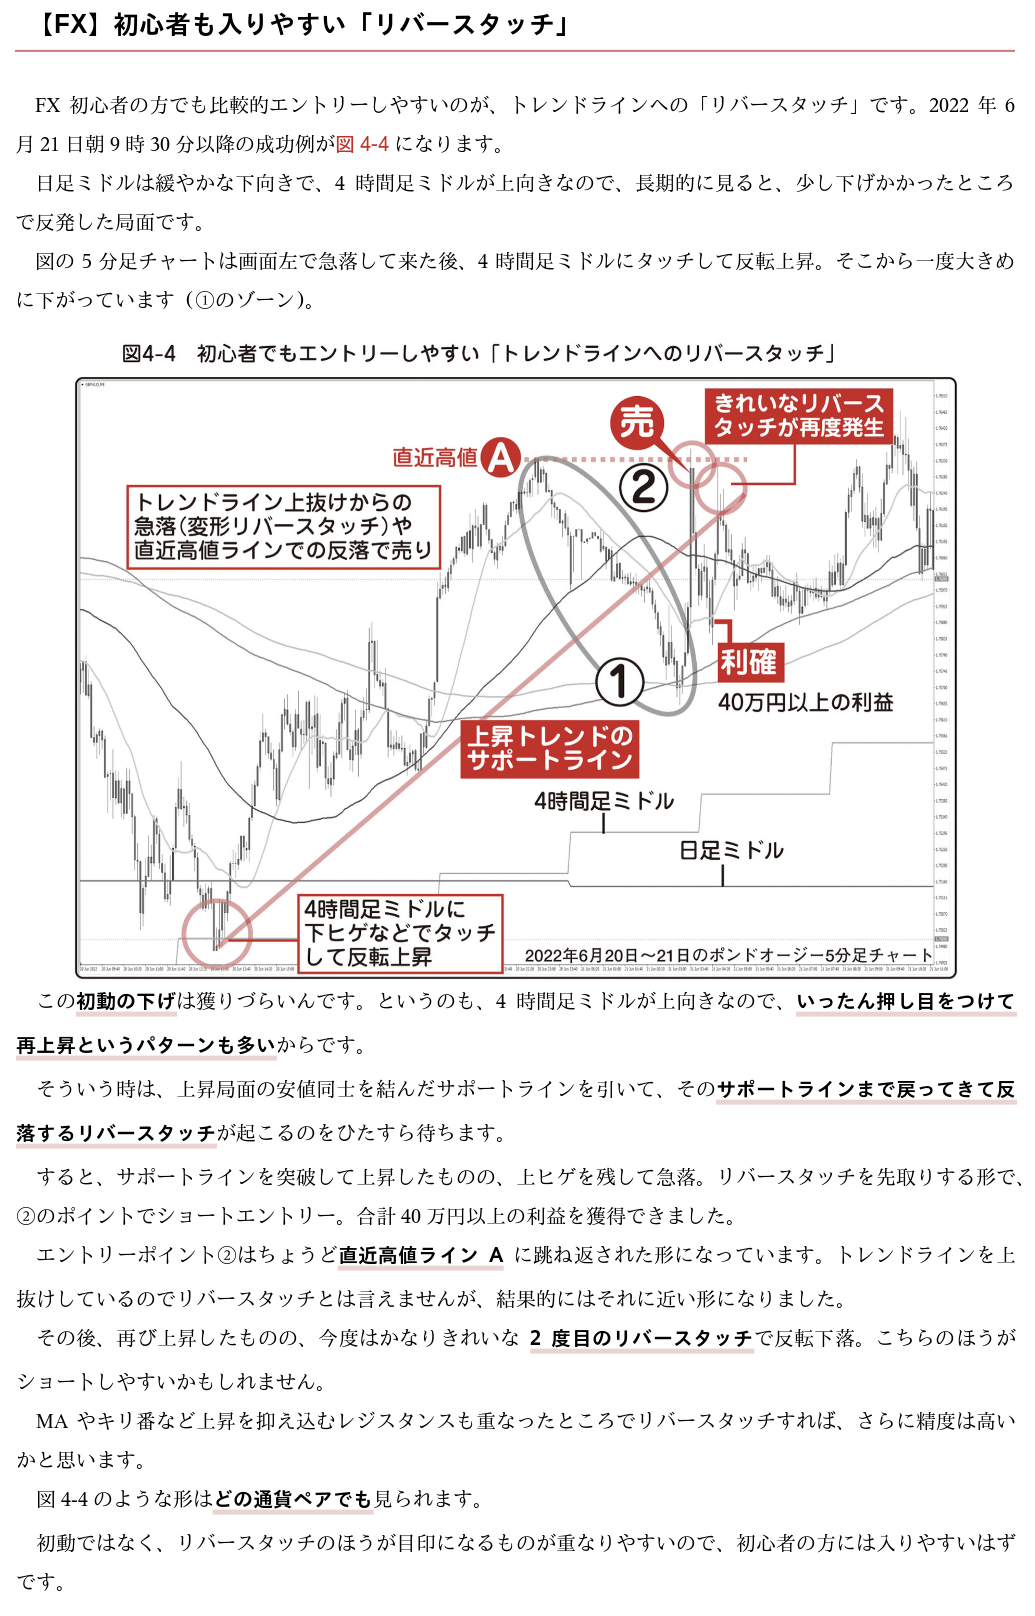 【FX】初心者も入りやすい「リバースタッチ」
FX 初心者の方でも比較的エントリーしやすいのが、トレンドラインへの「リバースタッチ」です。2022 年 6
月 21 日朝 9 時 30 分以降の成功例が図 4-4 になります。
日足ミドルは緩やかな下向きで、4 時間足ミドルが上向きなので、長期的に見ると、少し下げかかったところ
で反発した局面です。
図の 5 分足チャートは画面左で急落して来た後、4 時間足ミドルにタッチして反転上昇。そこから一度大きめ
に下がっています（①のゾーン）。
図4-4　初心者でもエントリーしやすい「トレンドラインへのリバースタッチ」
きれいなリバース
タッチが再度発生
売
直近高値 A
②
トレンドライン上抜けからの
急落（変形リバースタッチ）や
直近高値ラインでの反落で売り
①
利確
40万円以上の利益
上昇トレンドの
サポートライン
4時間足ミドル
日足ミドル
4時間足ミドルに
下ヒゲなどでタッチ
して反転上昇
2022年6月20日〜21日のポンドオージー5分足チャート
この初動の下げは獲りづらいんです。というのも、4 時間足ミドルが上向きなので、いったん押し目をつけて
再上昇というパターンも多いからです。
そういう時は、上昇局面の安値同士を結んだサポートラインを引いて、そのサポートラインまで戻ってきて反
落するリバースタッチが起こるのをひたすら待ちます。
すると、サポートラインを突破して上昇したものの、上ヒゲを残して急落。リバースタッチを先取りする形で、
②のポイントでショートエントリー。合計 40 万円以上の利益を獲得できました。
エントリーポイント②はちょうど直近高値ライン A に跳ね返された形になっています。トレンドラインを上
抜けしているのでリバースタッチとは言えませんが、結果的にはそれに近い形になりました。
その後、再び上昇したものの、今度はかなりきれいな 2 度目のリバースタッチで反転下落。こちらのほうが
ショートしやすいかもしれません。
MA やキリ番など上昇を抑え込むレジスタンスも重なったところでリバースタッチすれば、さらに精度は高い
かと思います。
図 4-4 のような形はどの通貨ペアでも見られます。
初動ではなく、リバースタッチのほうが目印になるものが重なりやすいので、初心者の方には入りやすいはず
です。